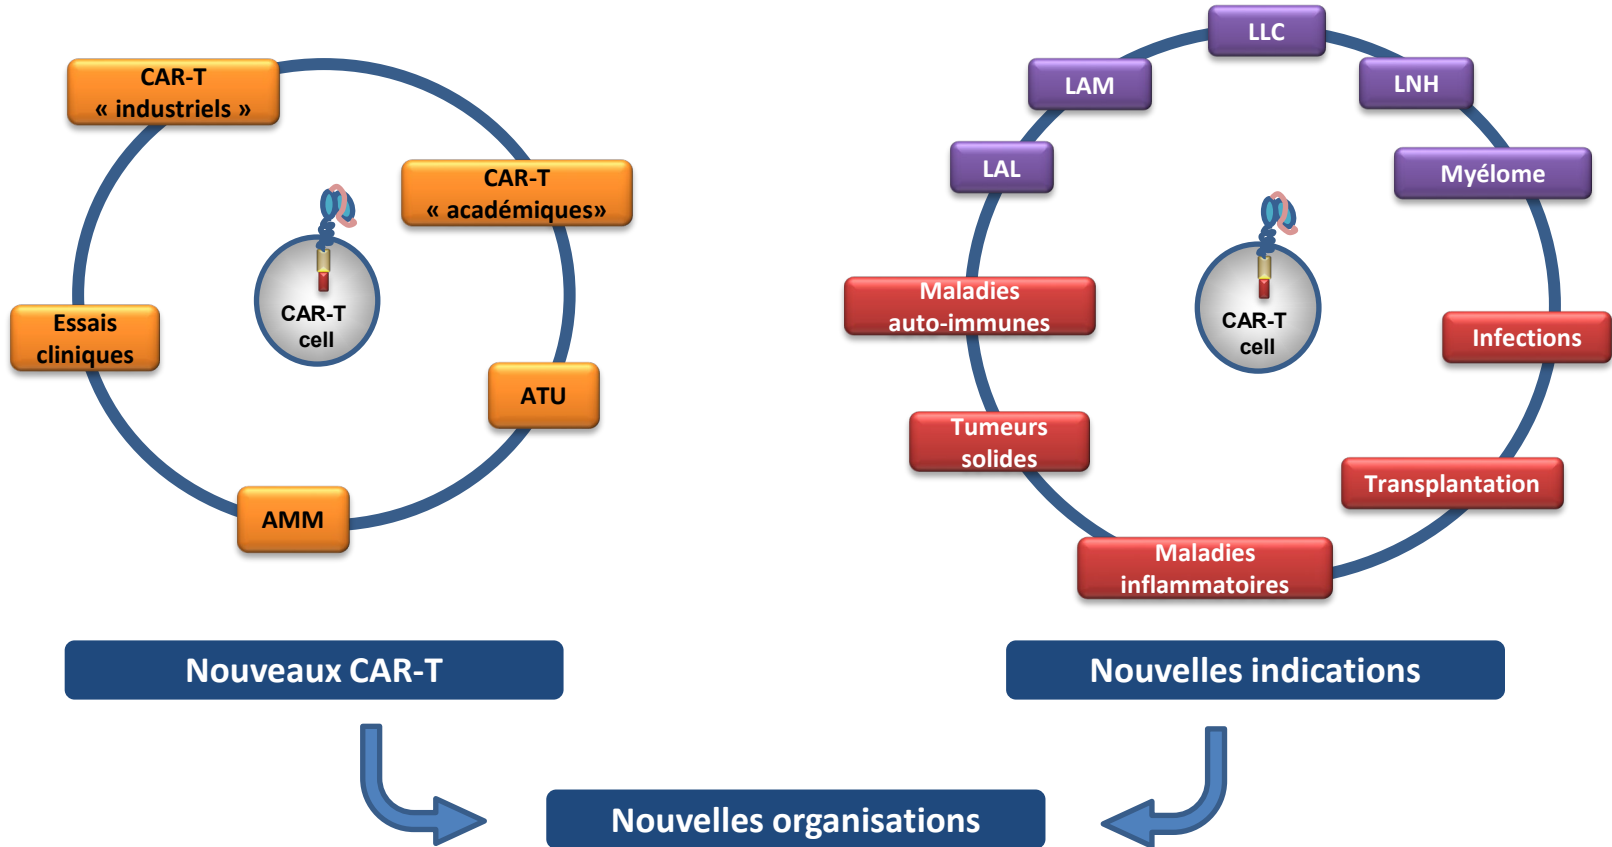 CAR-T
« industriels »
CAR-T
« académiques»
CAR-T
cell
Essais
cliniques
ATU
AMM
Nouveaux CAR-T
LLC
LAM
LNH
LAL
Myélome
CAR-T
cell
Maladies
auto-immunes
Infections
Tumeurs
solides
Transplantation
Maladies
inflammatoires
Nouvelles indications
Nouvelles organisations